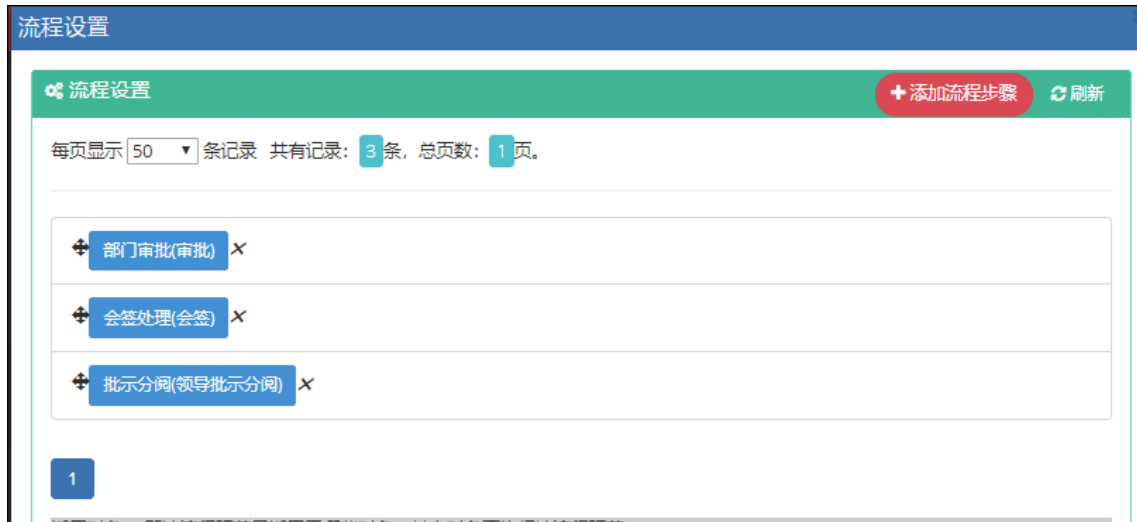 流程设置
流程设置
+添加流程步骤 刷新
每页显示 50 条记录 共有记录: 3 条, 总页数: 1 页。
部门审批(审批) ×
会签处理(会签) ×
批示分阅(领导批示分阅) ×
1